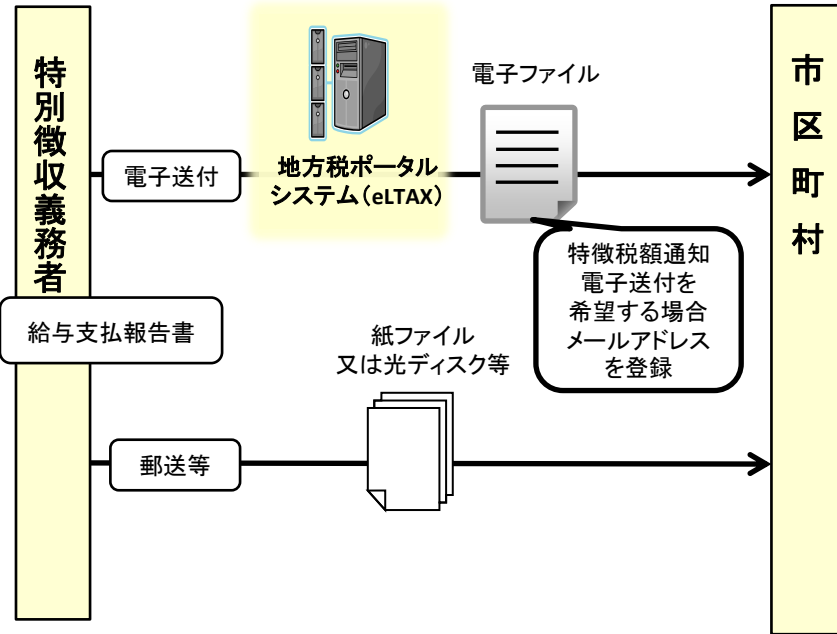 特別徴収義務者
電子送付
地方税ポータル
システム（eLTAX）
電子ファイル
特徴税額通知
電子送付を
希望する場合
メールアドレス
を登録
市区町村
給与支払報告書
紙ファイル
又は光ディスク等
郵送等